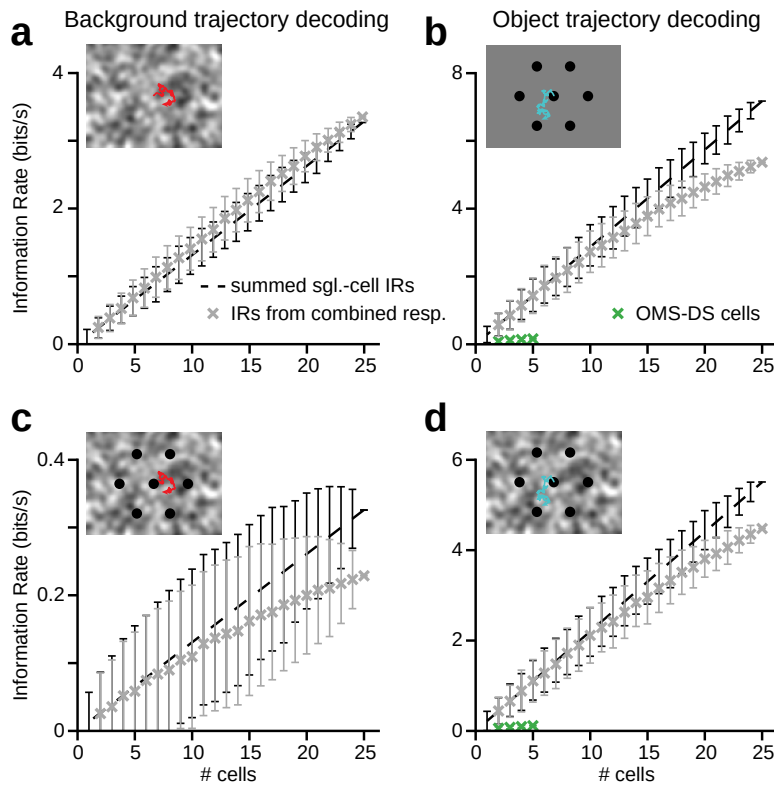 a
Background trajectory decoding
b
Object trajectory decoding
Information Rate (bits/s)
4
2
0
0 5 10 15 20 25
summed sgl.-cell IRs
IRs from combined resp.
8
4
0
0 5 10 15 20 25
OMS-DS cells
c
d
Information Rate (bits/s)
0.4
0.2
0
0 5 10 15 20 25
# cells
6
4
2
0
0 5 10 15 20 25
# cells